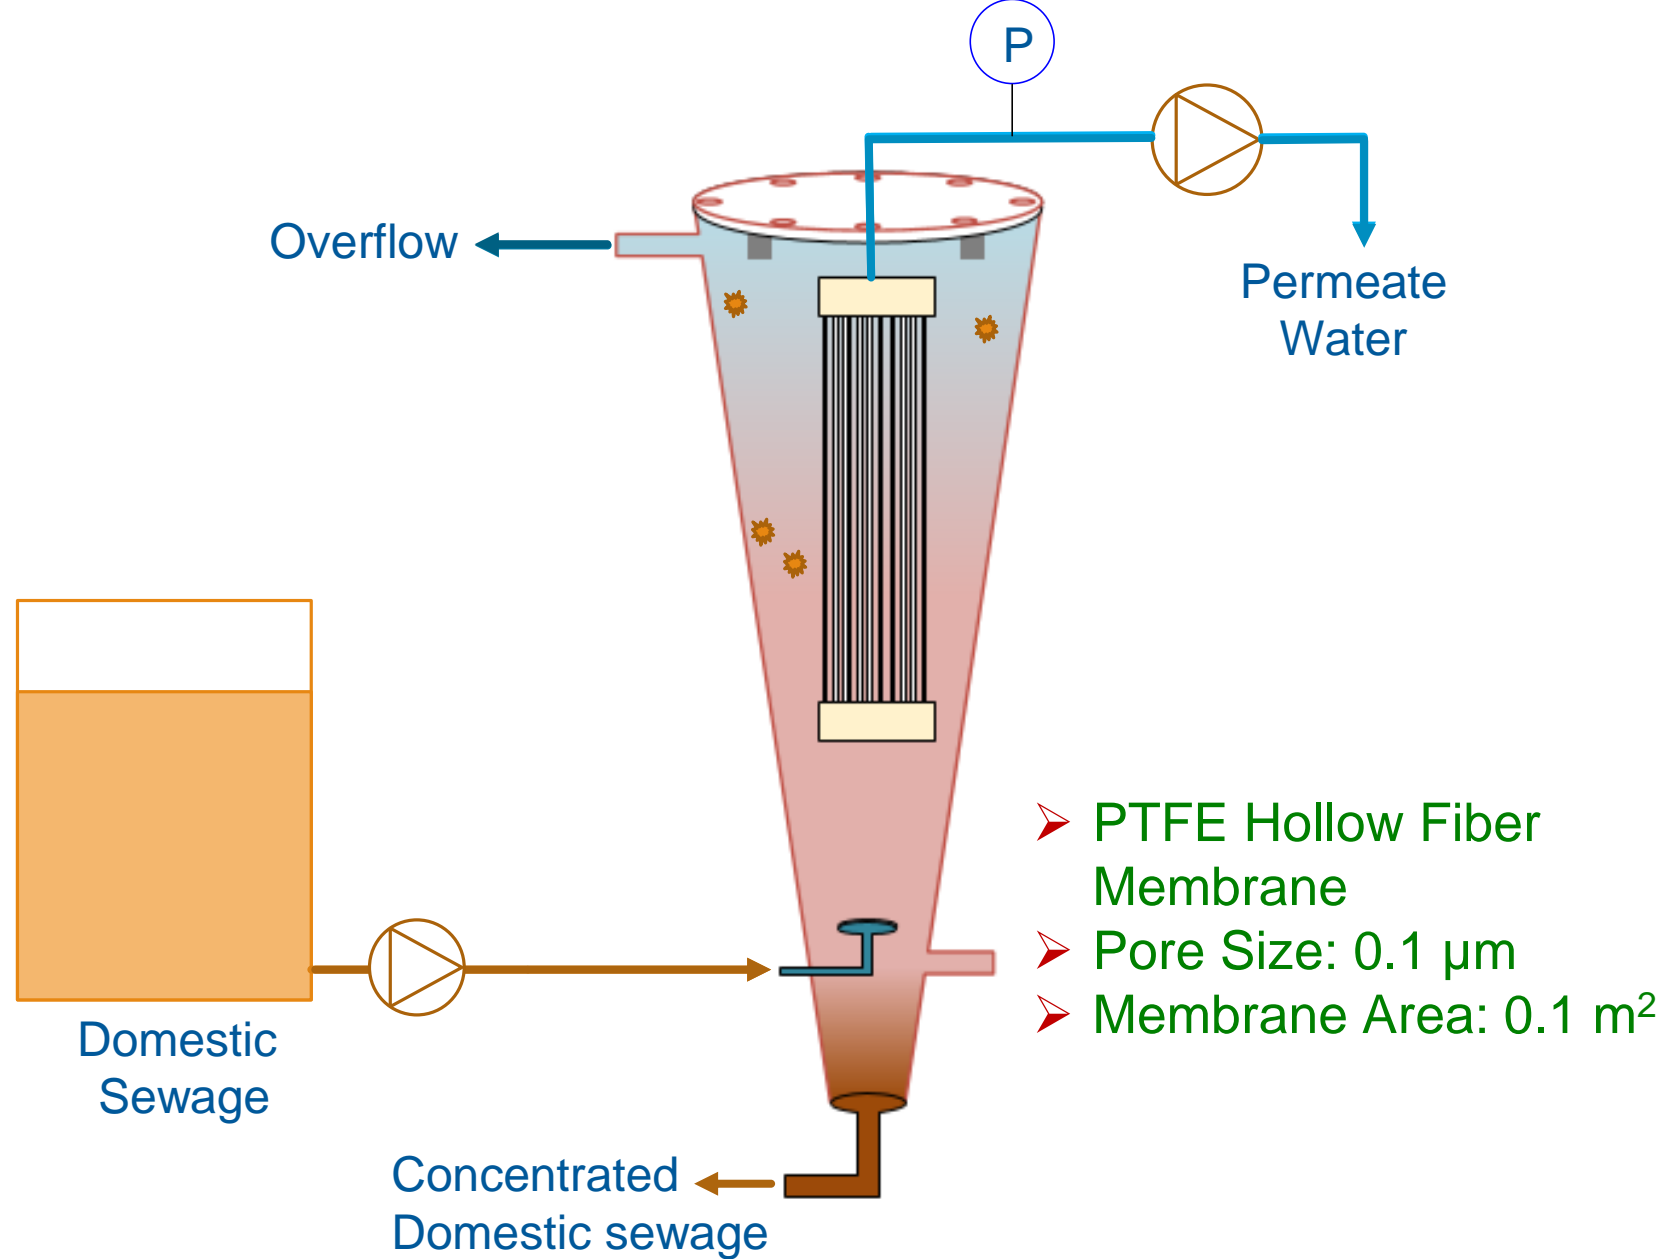 P
Overflow
Permeate
Water
PTFE Hollow Fiber
Membrane
Pore Size: 0.1 µm
Membrane Area: 0.1 m²
Domestic
Sewage
Concentrated
Domestic sewage